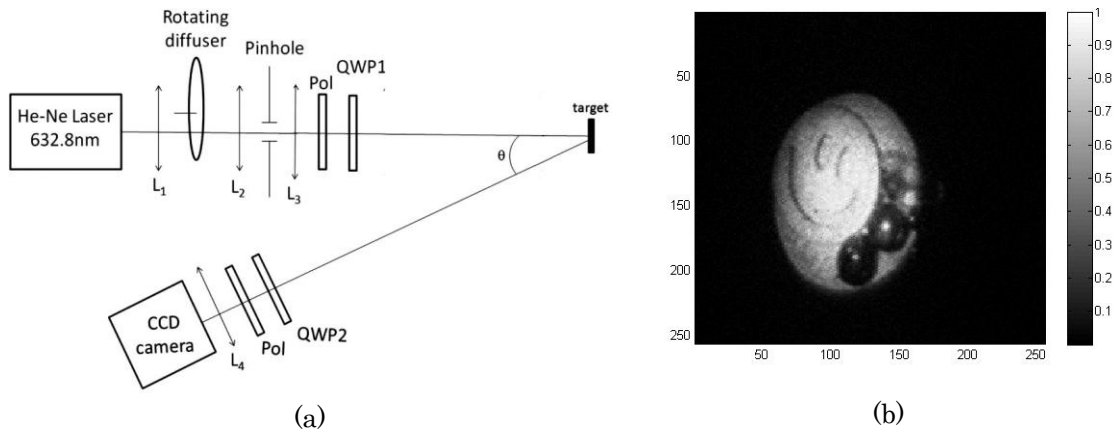 Rotating
diffuser
Pinhole
QWP1
Pol
He-Ne Laser
632.8nm
target
θ
L1
L2
L3
CCD
camera
L4
Pol
QWP2
(a)
50
100
150
200
250
50
100
150
200
250
1
0.9
0.8
0.7
0.6
0.5
0.4
0.3
0.2
0.1
(b)